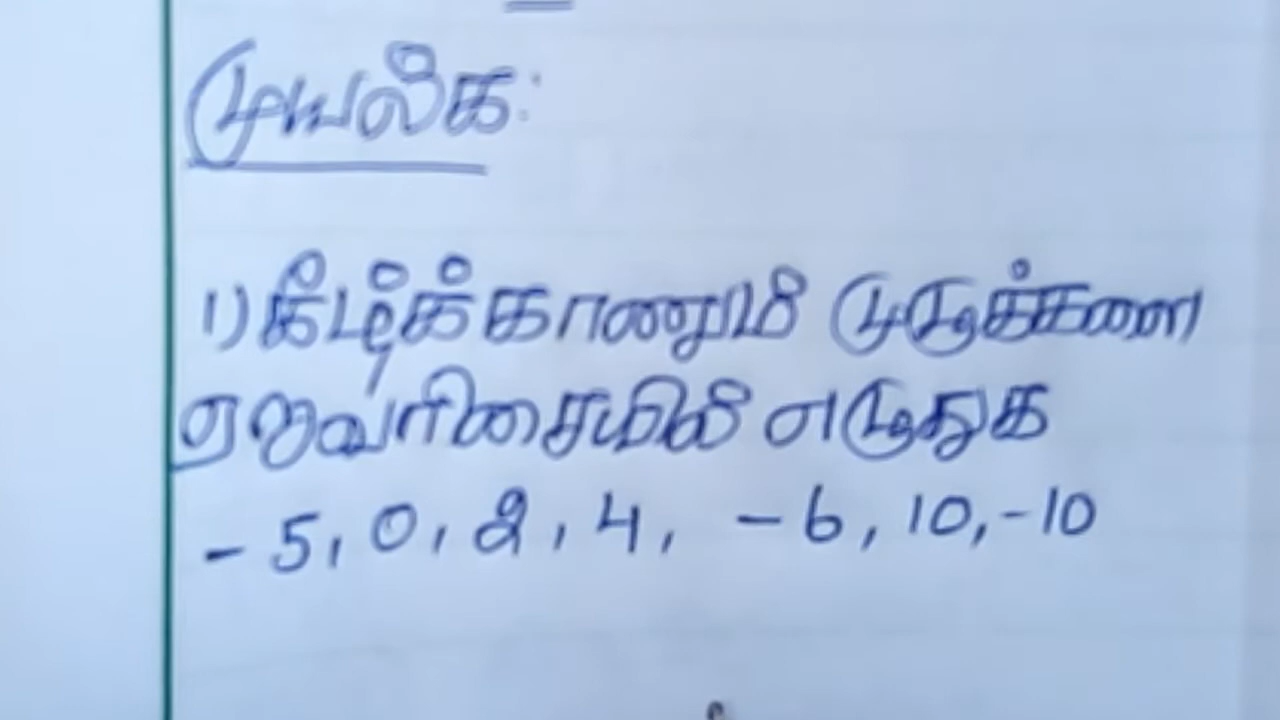 முயல்க:
1) கீழ்க்காணும் முழுக்களை
ஏறுவரிசையில் எழுதுக
- 5, 0, 2, 4, - 6, 10, -10